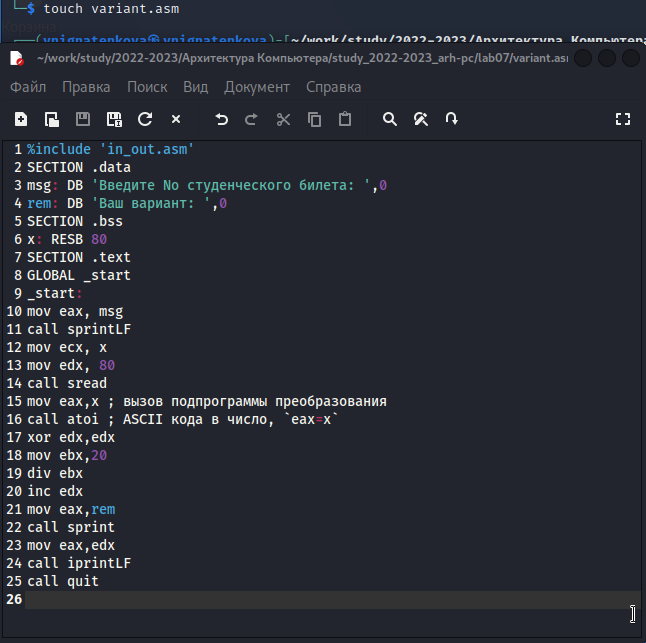 └─$ touch variant.asm
──(vnignatenkova㉿vnignatenkova)-[~/work/study/2022-2023/Архитектура Компьютера
~/work/study/2022-2023/Архитектура Компьютера/study_2022-2023_arh-pc/lab07/variant.asm
Файл Правка Поиск Вид Документ Справка
1 %include 'in_out.asm'
2 SECTION .data
3 msg: DB 'Введите No студенческого билета: ',0
4 rem: DB 'Ваш вариант: ',0
5 SECTION .bss
6 x: RESB 80
7 SECTION .text
8 GLOBAL _start
9 _start:
10 mov eax, msg
11 call sprintLF
12 mov ecx, x
13 mov edx, 80
14 call sread
15 mov eax,x ; вызов подпрограммы преобразования
16 call atoi ; ASCII кода в число, `eax=x`
17 xor edx,edx
18 mov ebx,20
19 div ebx
20 inc edx
21 mov eax,rem
22 call sprint
23 mov eax,edx
24 call iprintLF
25 call quit
26